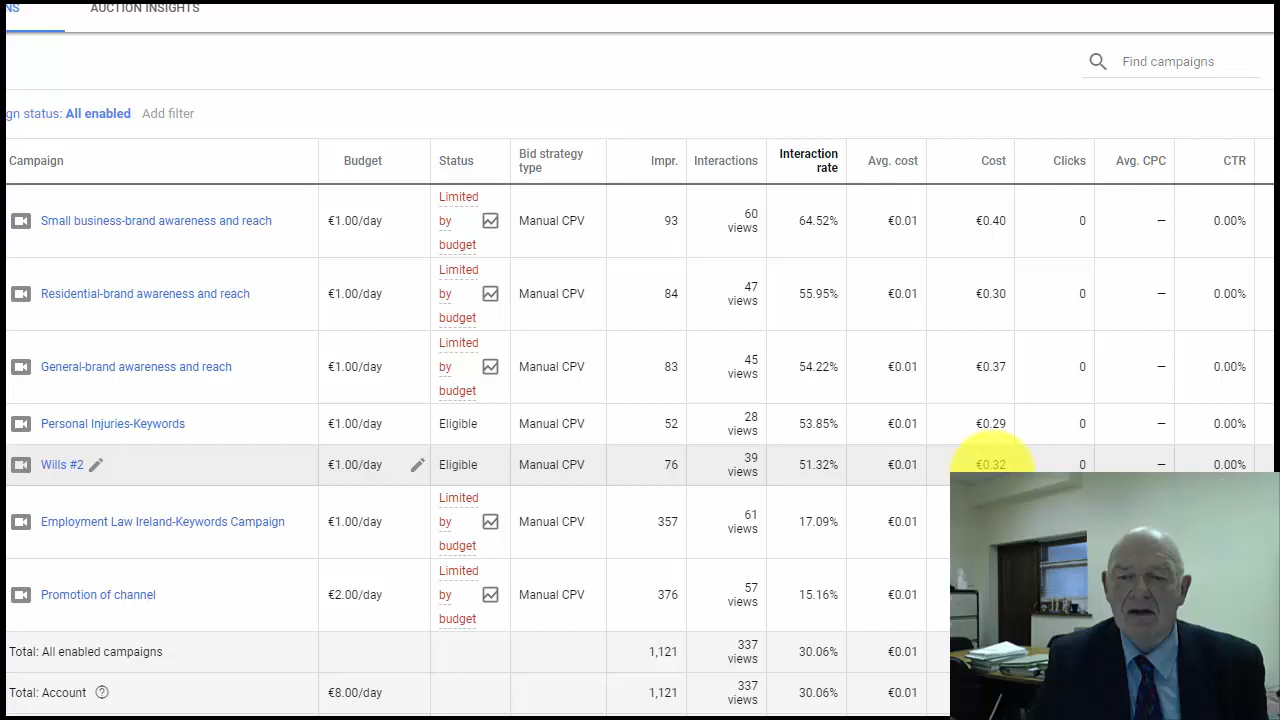 NS AUCTION INSIGHTS
Find campaigns
gn status: All enabled Add filter
Campaign Budget Status Bid strategy type Impr. Interactions Interaction rate Avg. cost Cost Clicks Avg. CPC CTR
Small business-brand awareness and reach €1.00/day Limited by budget Manual CPV 93 60 views 64.52% €0.01 €0.40 0 — 0.00%
Residential-brand awareness and reach €1.00/day Limited by budget Manual CPV 84 47 views 55.95% €0.01 €0.30 0 — 0.00%
General-brand awareness and reach €1.00/day Limited by budget Manual CPV 83 45 views 54.22% €0.01 €0.37 0 — 0.00%
Personal Injuries-Keywords €1.00/day Eligible Manual CPV 52 28 views 53.85% €0.01 €0.29 0 — 0.00%
Wills #2 €1.00/day Eligible Manual CPV 76 39 views 51.32% €0.01 €0.32 0 — 0.00%
Employment Law Ireland-Keywords Campaign €1.00/day Limited by budget Manual CPV 357 61 views 17.09% €0.01
Promotion of channel €2.00/day Limited by budget Manual CPV 376 57 views 15.16% €0.01
Total: All enabled campaigns 1,121 337 views 30.06% €0.01
Total: Account €8.00/day 1,121 337 views 30.06% €0.01